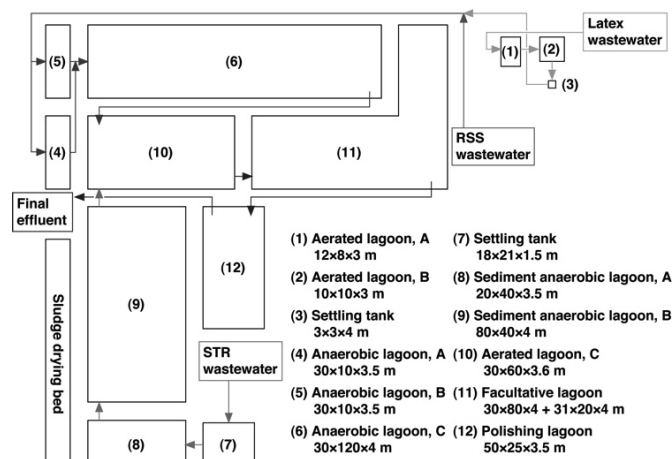 Latex
wastewater
(5)
(6)
(1)
(2)
(3)
(4)
(10)
(11)
RSS
wastewater
Final
effluent
(12)
(9)
Sludge drying bed
STR
wastewater
(8)
(7)
(1) Aerated lagoon, A
12×8×3 m
(2) Aerated lagoon, B
10×10×3 m
(3) Settling tank
3×3×4 m
(4) Anaerobic lagoon, A
30×10×3.5 m
(5) Anaerobic lagoon, B
30×10×3.5 m
(6) Anaerobic lagoon, C
30×120×4 m
(7) Settling tank
18×21×1.5 m
(8) Sediment anaerobic lagoon, A
20×40×3.5 m
(9) Sediment anaerobic lagoon, B
80×40×4 m
(10) Aerated lagoon, C
30×60×3.6 m
(11) Facultative lagoon
30×80×4 + 31×20×4 m
(12) Polishing lagoon
50×25×3.5 m